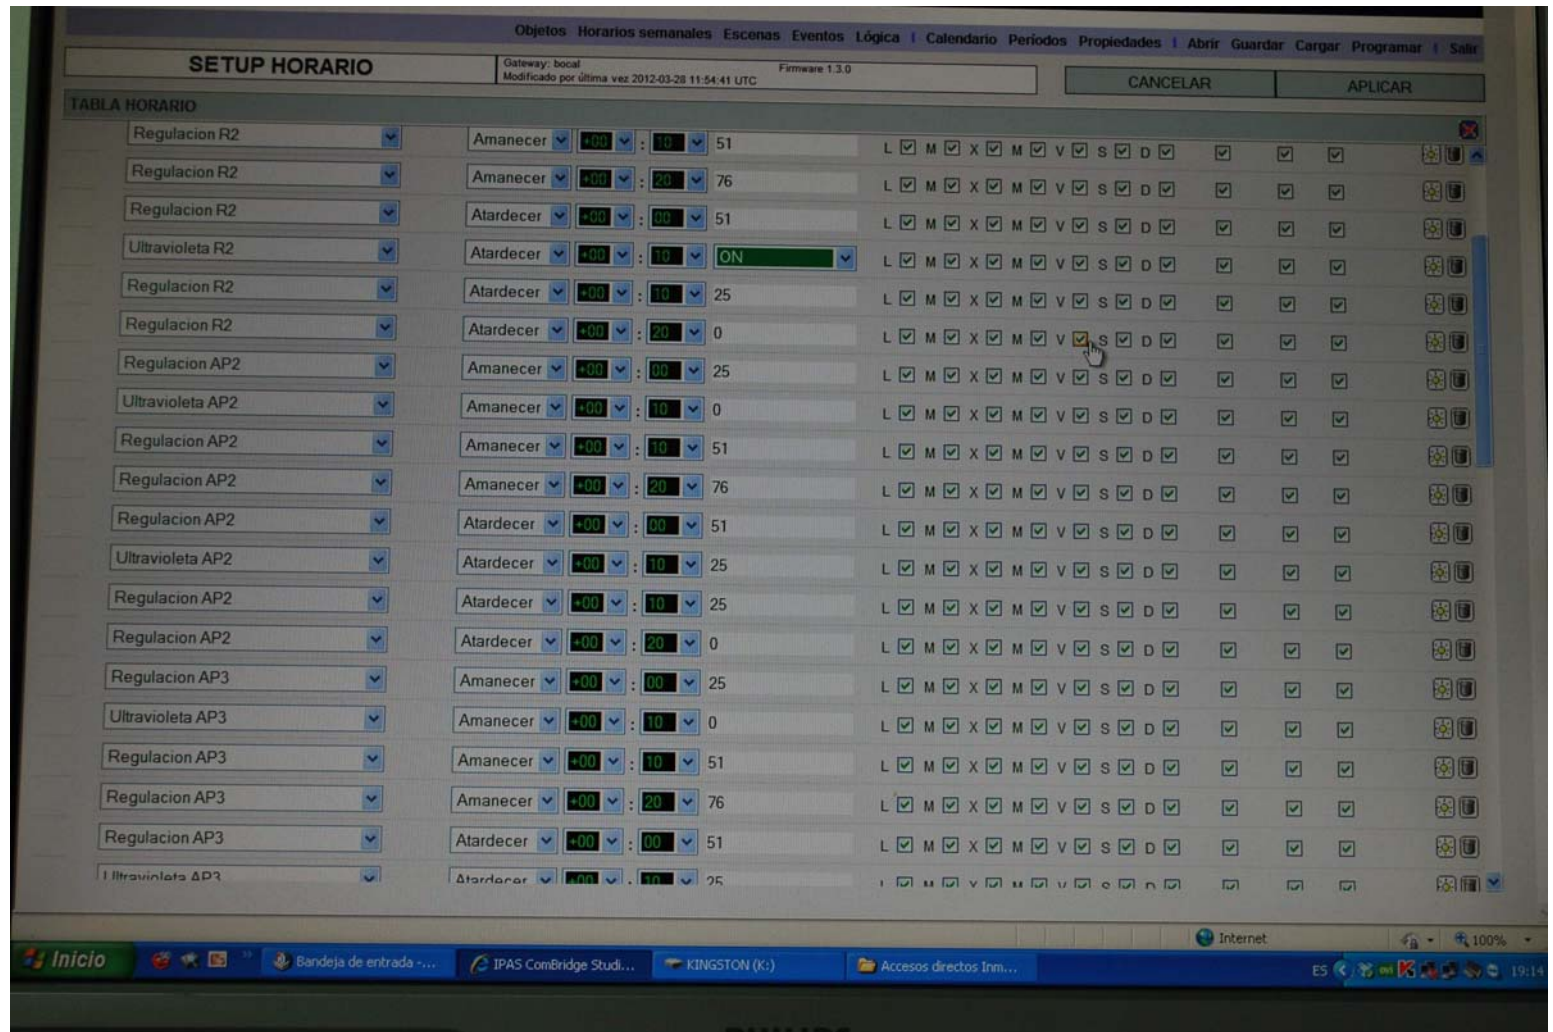 Objetos Horarios semanales Escenas Eventos Lógica | Calendario Periodos Propiedades | Abrir Guardar Cargar Programar | Salir
SETUP HORARIO
Gateway: bocal Firmware 1.3.0
Modificado por última vez 2012-03-28 11:54:41 UTC
CANCELAR
APLICAR
TABLA HORARIO
Regulacion R2 Amanecer +00 : 10 51 L M X M V S D
Regulacion R2 Amanecer +00 : 20 76 L M X M V S D
Regulacion R2 Atardecer +00 : 00 51 L M X M V S D
Ultravioleta R2 Atardecer +00 : 10 ON L M X M V S D
Regulacion R2 Atardecer +00 : 10 25 L M X M V S D
Regulacion R2 Atardecer +00 : 20 0 L M X M V S D
Regulacion AP2 Amanecer +00 : 00 25 L M X M V S D
Ultravioleta AP2 Amanecer +00 : 10 0 L M X M V S D
Regulacion AP2 Amanecer +00 : 10 51 L M X M V S D
Regulacion AP2 Amanecer +00 : 20 76 L M X M V S D
Regulacion AP2 Atardecer +00 : 00 51 L M X M V S D
Ultravioleta AP2 Atardecer +00 : 10 25 L M X M V S D
Regulacion AP2 Atardecer +00 : 10 25 L M X M V S D
Regulacion AP2 Atardecer +00 : 20 0 L M X M V S D
Regulacion AP3 Amanecer +00 : 00 25 L M X M V S D
Ultravioleta AP3 Amanecer +00 : 10 0 L M X M V S D
Regulacion AP3 Amanecer +00 : 10 51 L M X M V S D
Regulacion AP3 Amanecer +00 : 20 76 L M X M V S D
Regulacion AP3 Atardecer +00 : 00 51 L M X M V S D
Ultravioleta AP3 Atardecer +00 : 10 25 L M X M V S D
Internet 100%
Inicio Bandeja de entrada -... IPAS ComBridge Studi... KINGSTON (K:) Accesos directos Inm... ES 19:14